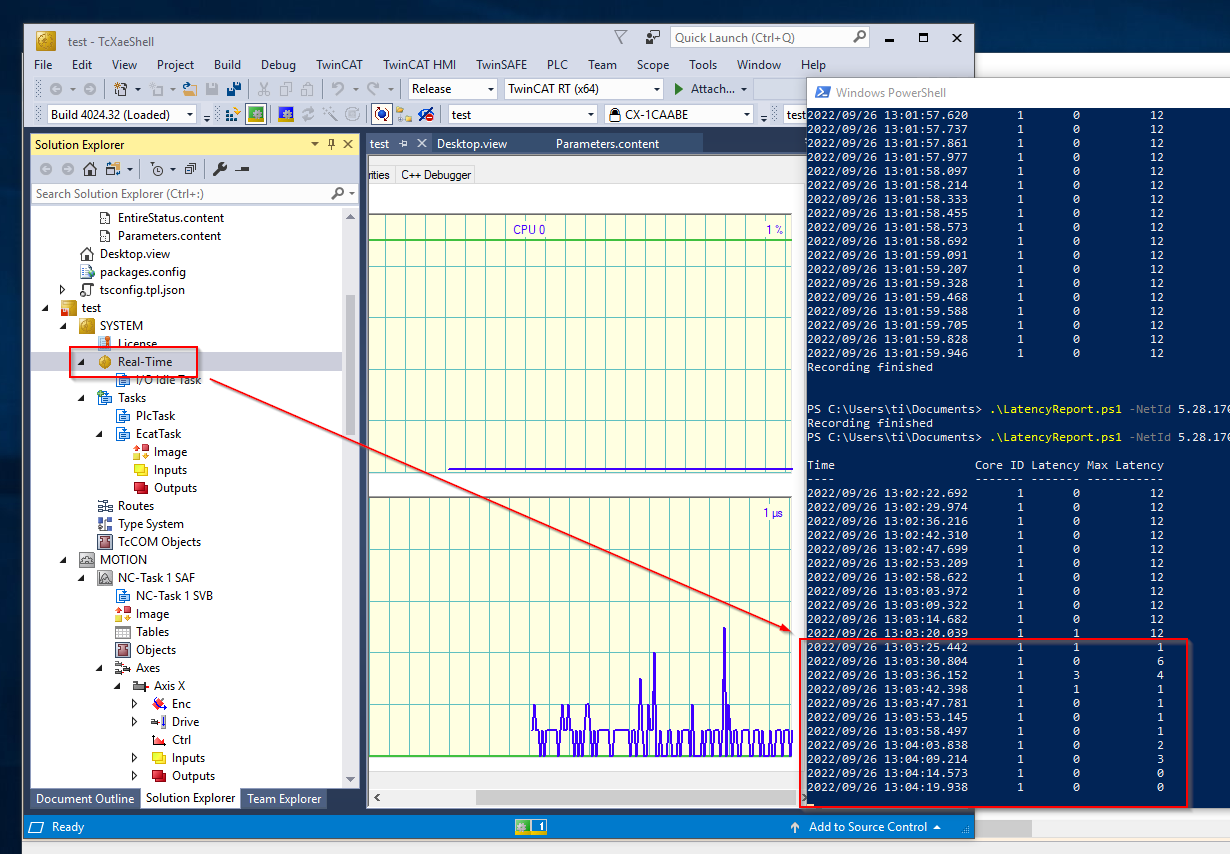 test - TcXaeShell
Quick Launch (Ctrl+Q)
File Edit View Project Build Debug TwinCAT TwinCAT HMI TwinSAFE PLC Team Scope Tools Window Help
Release TwinCAT RT (x64) Attach...
Build 4024.32 (Loaded) test CX-1CAABE test
Solution Explorer
Search Solution Explorer (Ctrl+;)
EntireStatus.content
Parameters.content
Desktop.view
packages.config
tsconfig.tpl.json
test
SYSTEM
License
Real-Time
I/O Idle Task
Tasks
PlcTask
EcatTask
Image
Inputs
Outputs
Routes
Type System
TcCOM Objects
MOTION
NC-Task 1 SAF
NC-Task 1 SVB
Image
Tables
Objects
Axes
Axis X
Enc
Drive
Ctrl
Inputs
Outputs
Document Outline Solution Explorer Team Explorer
test Desktop.view Parameters.content
rities C++ Debugger
CPU 0 1 %
1 µs
Ready
1
Add to Source Control
Windows PowerShell
2022/09/26 13:01:57.620 1 0 12
2022/09/26 13:01:57.737 1 0 12
2022/09/26 13:01:57.861 1 0 12
2022/09/26 13:01:57.977 1 0 12
2022/09/26 13:01:58.097 1 0 12
2022/09/26 13:01:58.214 1 0 12
2022/09/26 13:01:58.333 1 0 12
2022/09/26 13:01:58.455 1 0 12
2022/09/26 13:01:58.573 1 0 12
2022/09/26 13:01:58.692 1 0 12
2022/09/26 13:01:59.091 1 0 12
2022/09/26 13:01:59.207 1 0 12
2022/09/26 13:01:59.328 1 0 12
2022/09/26 13:01:59.468 1 0 12
2022/09/26 13:01:59.588 1 0 12
2022/09/26 13:01:59.705 1 0 12
2022/09/26 13:01:59.828 1 0 12
2022/09/26 13:01:59.946 1 0 12
Recording finished
PS C:\Users\ti\Documents> .\LatencyReport.ps1 -NetId 5.28.170
Recording finished
PS C:\Users\ti\Documents> .\LatencyReport.ps1 -NetId 5.28.170
Time Core ID Latency Max Latency
---- ------- ------- -----------
2022/09/26 13:02:22.692 1 0 12
2022/09/26 13:02:29.974 1 0 12
2022/09/26 13:02:36.216 1 0 12
2022/09/26 13:02:42.310 1 0 12
2022/09/26 13:02:47.699 1 0 12
2022/09/26 13:02:53.209 1 0 12
2022/09/26 13:02:58.622 1 0 12
2022/09/26 13:03:03.972 1 0 12
2022/09/26 13:03:09.322 1 0 12
2022/09/26 13:03:14.682 1 0 12
2022/09/26 13:03:20.039 1 1 12
2022/09/26 13:03:25.442 1 1 1
2022/09/26 13:03:30.804 1 0 6
2022/09/26 13:03:36.152 1 3 4
2022/09/26 13:03:42.398 1 1 1
2022/09/26 13:03:47.781 1 0 1
2022/09/26 13:03:53.145 1 0 1
2022/09/26 13:03:58.497 1 0 1
2022/09/26 13:04:03.838 1 0 2
2022/09/26 13:04:09.214 1 0 3
2022/09/26 13:04:14.573 1 0 0
2022/09/26 13:04:19.938 1 0 0